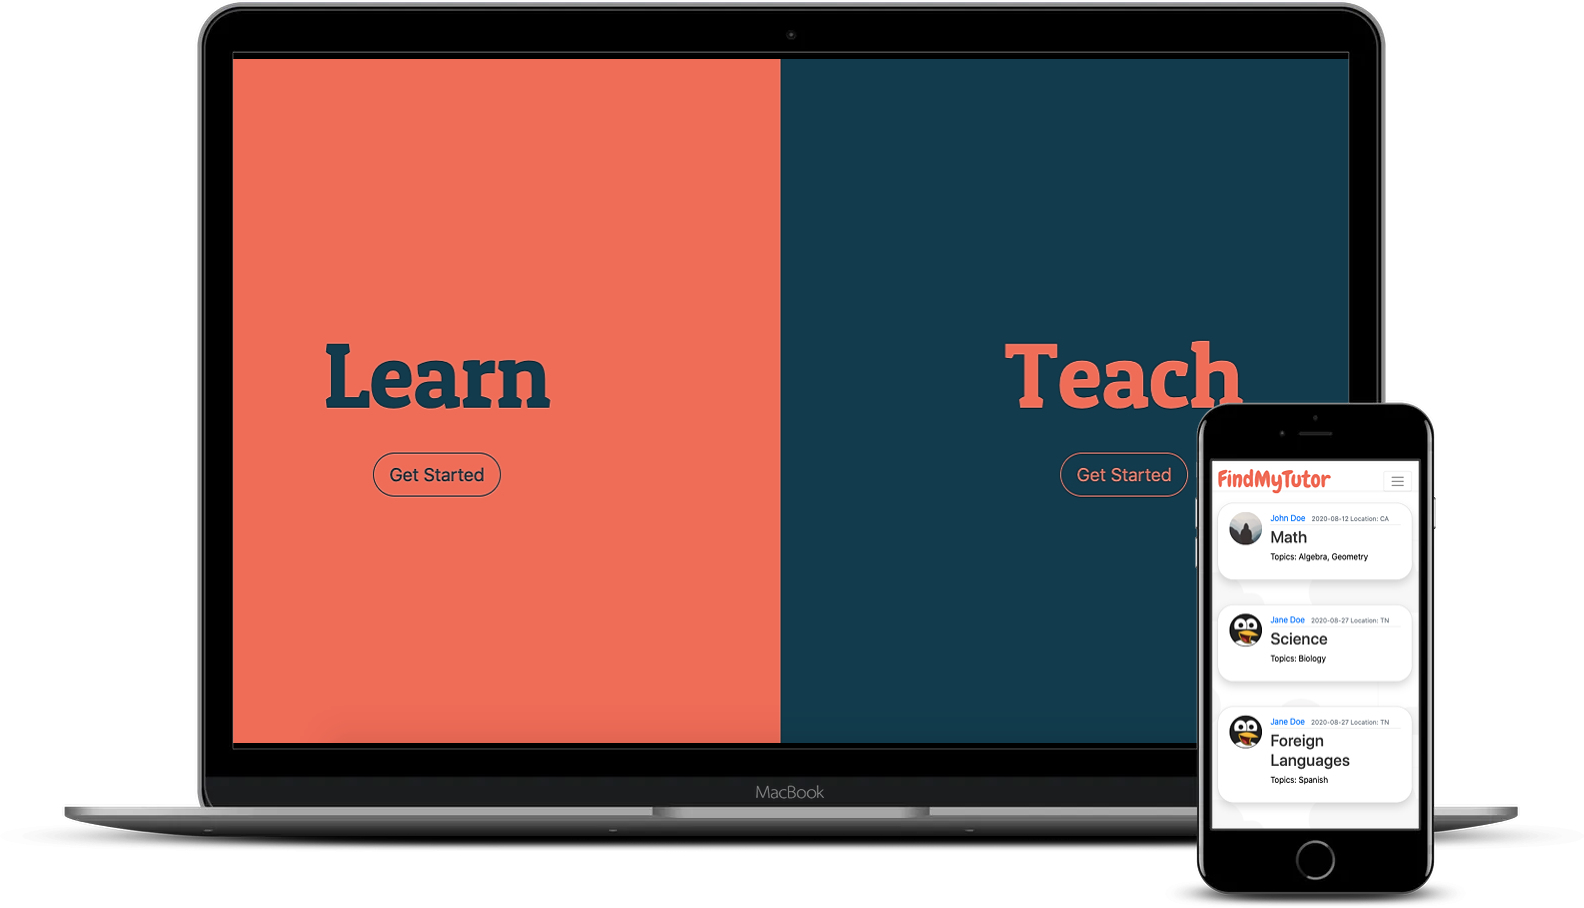 Learn
Teach
Get Started
Get Started
MacBook
FindMyTutor
John Doe 2020-08-12 Location: CA
Math
Topics: Algebra, Geometry
Jane Doe 2020-08-27 Location: TN
Science
Topics: Biology
Jane Doe 2020-08-27 Location: TN
Foreign
Languages
Topics: Spanish